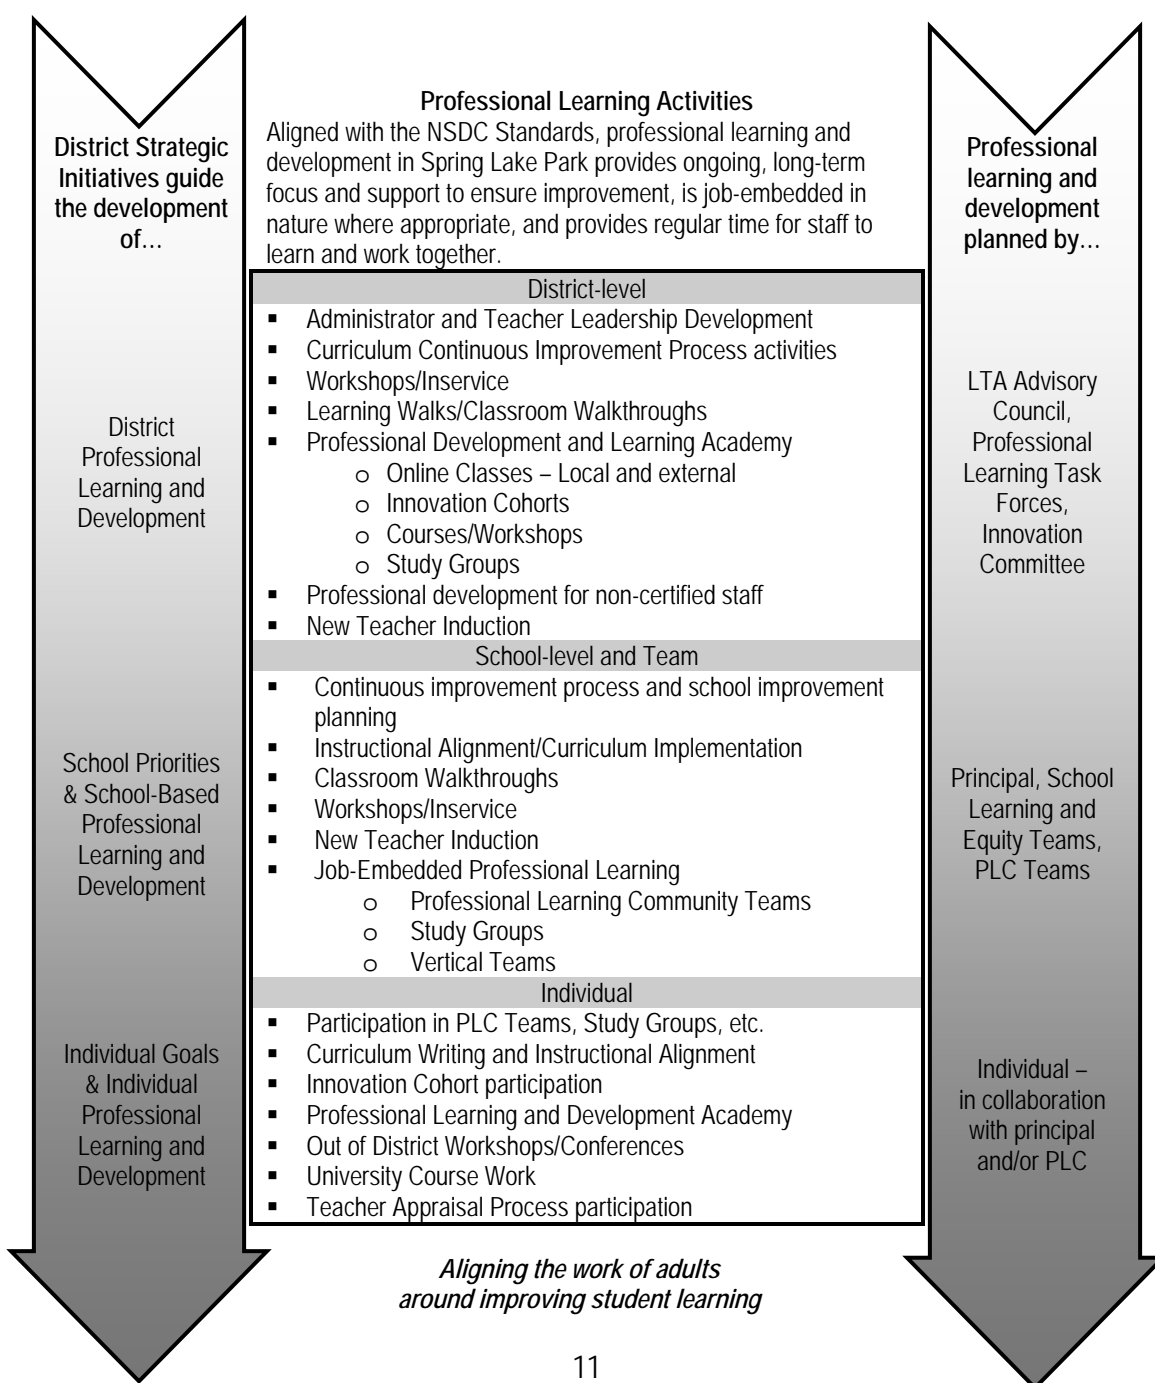 Professional Learning Activities
Aligned with the NSDC Standards, professional learning and
development in Spring Lake Park provides ongoing, long-term
focus and support to ensure improvement, is job-embedded in
nature where appropriate, and provides regular time for staff to
learn and work together.
District Strategic
Initiatives guide
the development
of…
District
Professional
Learning and
Development
School Priorities
& School-Based
Professional
Learning and
Development
Individual Goals
& Individual
Professional
Learning and
Development
District-level
▪ Administrator and Teacher Leadership Development
▪ Curriculum Continuous Improvement Process activities
▪ Workshops/Inservice
▪ Learning Walks/Classroom Walkthroughs
▪ Professional Development and Learning Academy
o Online Classes – Local and external
o Innovation Cohorts
o Courses/Workshops
o Study Groups
▪ Professional development for non-certified staff
▪ New Teacher Induction
School-level and Team
▪ Continuous improvement process and school improvement
planning
▪ Instructional Alignment/Curriculum Implementation
▪ Classroom Walkthroughs
▪ Workshops/Inservice
▪ New Teacher Induction
▪ Job-Embedded Professional Learning
o Professional Learning Community Teams
o Study Groups
o Vertical Teams
Individual
▪ Participation in PLC Teams, Study Groups, etc.
▪ Curriculum Writing and Instructional Alignment
▪ Innovation Cohort participation
▪ Professional Learning and Development Academy
▪ Out of District Workshops/Conferences
▪ University Course Work
▪ Teacher Appraisal Process participation
Professional
learning and
development
planned by…
LTA Advisory
Council,
Professional
Learning Task
Forces,
Innovation
Committee
Principal, School
Learning and
Equity Teams,
PLC Teams
Individual –
in collaboration
with principal
and/or PLC
Aligning the work of adults
around improving student learning
11